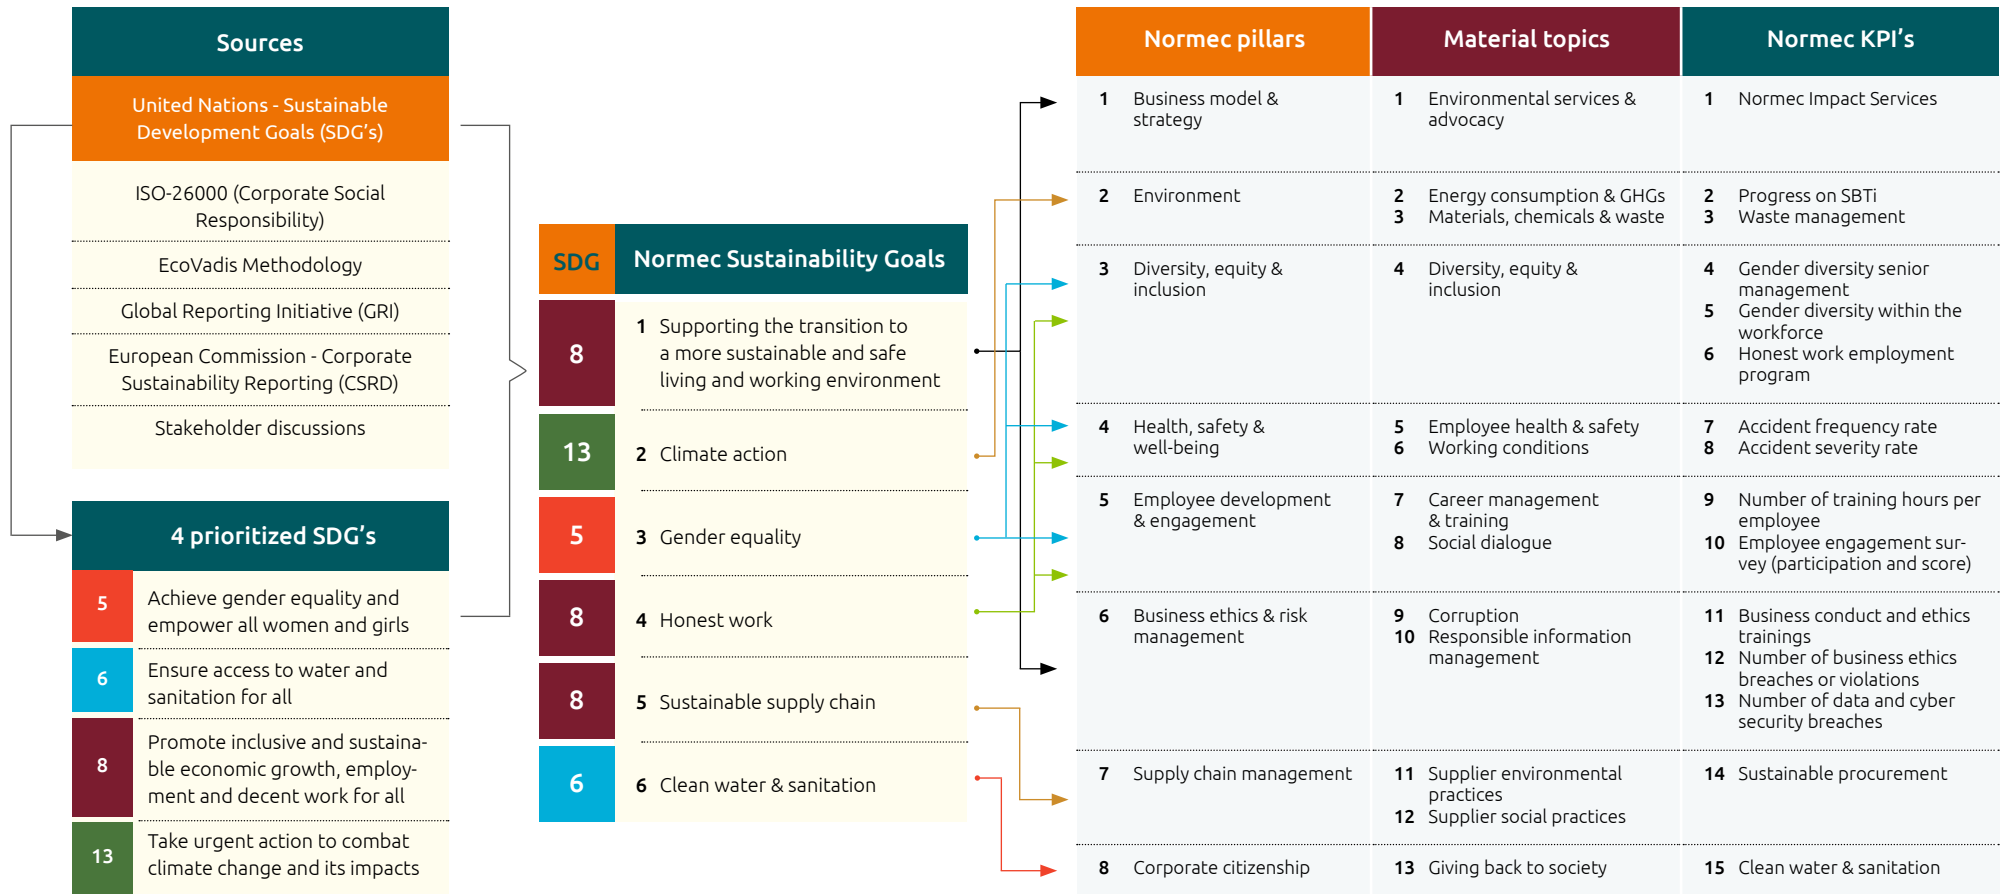 Sources
United Nations - Sustainable
Development Goals (SDG’s)
ISO-26000 (Corporate Social
Responsibility)
EcoVadis Methodology
Global Reporting Initiative (GRI)
European Commission - Corporate
Sustainability Reporting (CSRD)
Stakeholder discussions
4 prioritized SDG’s
5 Achieve gender equality and
empower all women and girls
6 Ensure access to water and
sanitation for all
8 Promote inclusive and sustaina-
ble economic growth, employ-
ment and decent work for all
13 Take urgent action to combat
climate change and its impacts
SDG Normec Sustainability Goals
8 1 Supporting the transition to
a more sustainable and safe
living and working environment
13 2 Climate action
5 3 Gender equality
8 4 Honest work
8 5 Sustainable supply chain
6 6 Clean water & sanitation
Normec pillars Material topics Normec KPI’s
1 Business model &
strategy
1 Environmental services &
advocacy
1 Normec Impact Services
2 Environment
2 Energy consumption & GHGs
3 Materials, chemicals & waste
2 Progress on SBTi
3 Waste management
3 Diversity, equity &
inclusion
4 Diversity, equity &
inclusion
4 Gender diversity senior
management
5 Gender diversity within the
workforce
6 Honest work employment
program
4 Health, safety &
well-being
5 Employee health & safety
6 Working conditions
7 Accident frequency rate
8 Accident severity rate
5 Employee development
& engagement
7 Career management
& training
8 Social dialogue
9 Number of training hours per
employee
10 Employee engagement sur-
vey (participation and score)
6 Business ethics & risk
management
9 Corruption
10 Responsible information
management
11 Business conduct and ethics
trainings
12 Number of business ethics
breaches or violations
13 Number of data and cyber
security breaches
7 Supply chain management
11 Supplier environmental
practices
12 Supplier social practices
14 Sustainable procurement
8 Corporate citizenship
13 Giving back to society
15 Clean water & sanitation